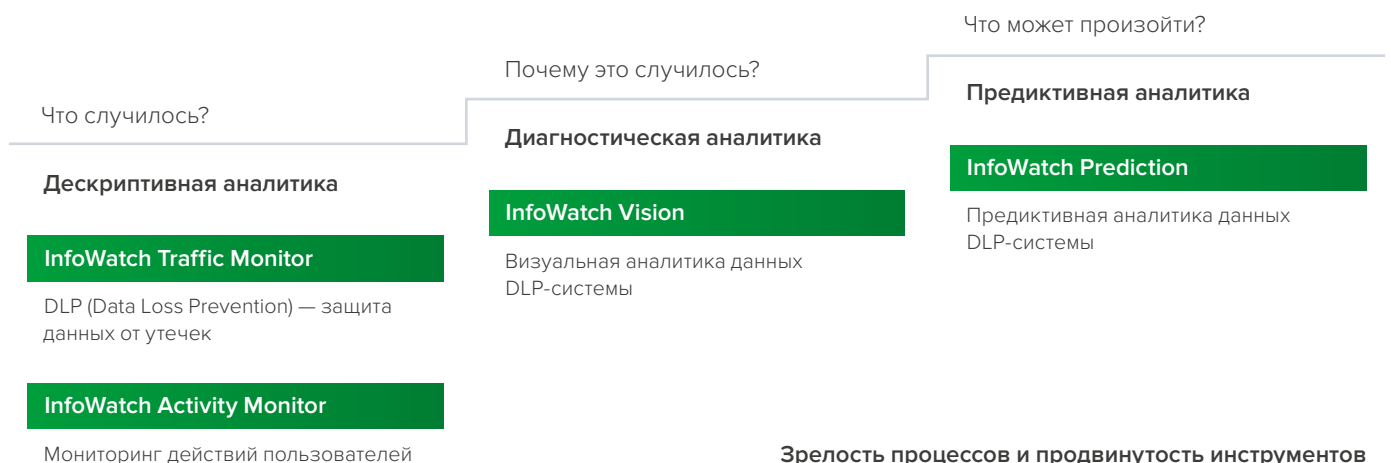 Что случилось?
Дескриптивная аналитика
InfoWatch Traffic Monitor
DLP (Data Loss Prevention) — защита
данных от утечек
InfoWatch Activity Monitor
Мониторинг действий пользователей
Почему это случилось?
Диагностическая аналитика
InfoWatch Vision
Визуальная аналитика данных
DLP-системы
Что может произойти?
Предиктивная аналитика
InfoWatch Prediction
Предиктивная аналитика данных
DLP-системы
Зрелость процессов и продвинутость инструментов